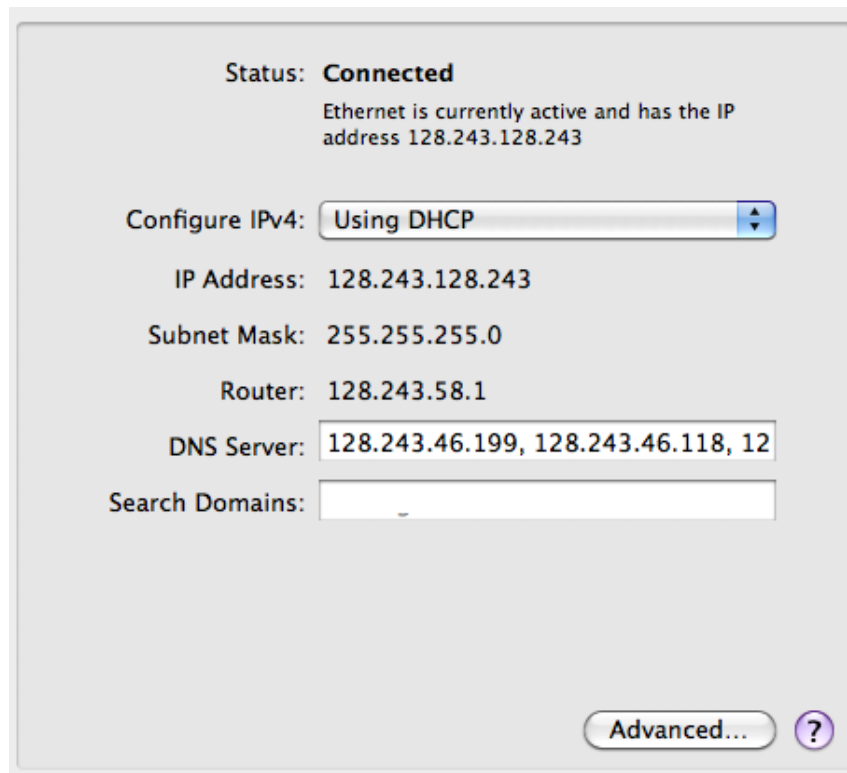 Status: Connected
Ethernet is currently active and has the IP
address 128.243.128.243
Configure IPv4: Using DHCP
IP Address: 128.243.128.243
Subnet Mask: 255.255.255.0
Router: 128.243.58.1
DNS Server: 128.243.46.199, 128.243.46.118, 12
Search Domains:
Advanced... ?